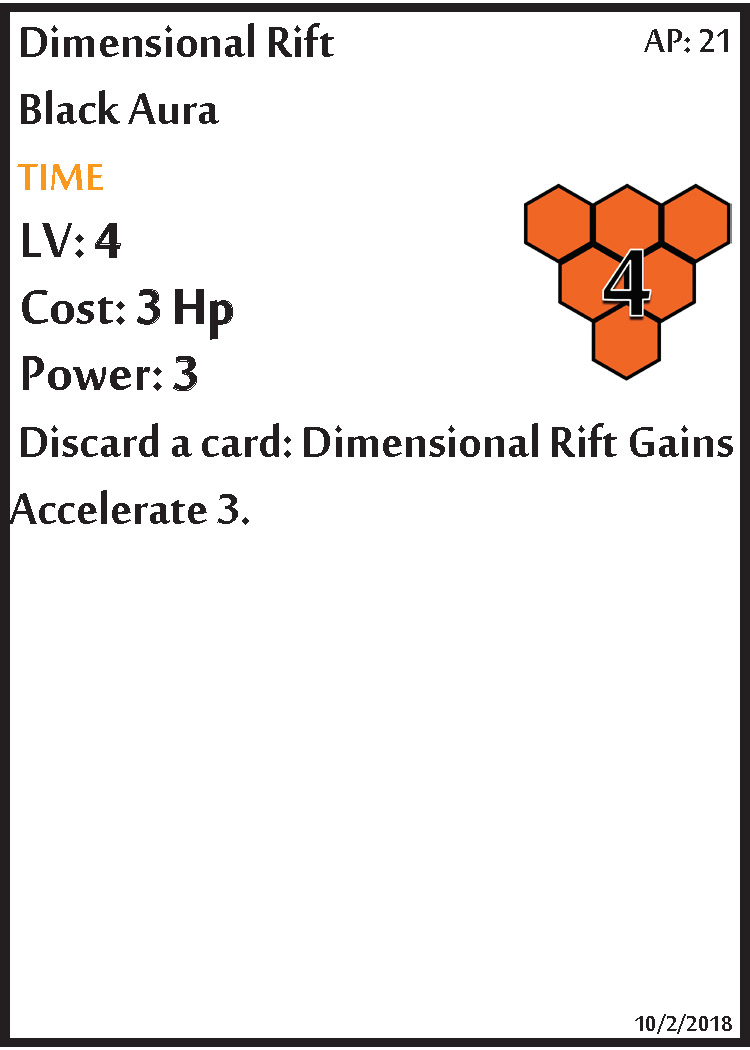 Dimensional Rift
AP: 21
Black Aura
TIME
LV: 4
4
Cost: 3 Hp
Power: 3
Discard a card: Dimensional Rift Gains
Accelerate 3.
10/2/2018